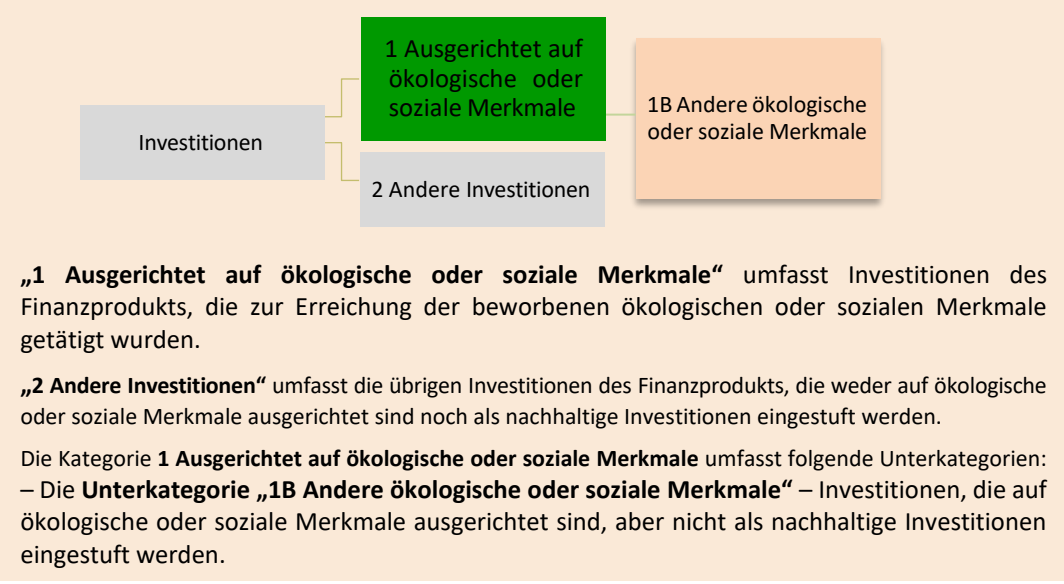 1 Ausgerichtet auf
ökologische oder
soziale Merkmale
1B Andere ökologische
oder soziale Merkmale
Investitionen
2 Andere Investitionen
„1 Ausgerichtet auf ökologische oder soziale Merkmale“ umfasst Investitionen des
Finanzprodukts, die zur Erreichung der beworbenen ökologischen oder sozialen Merkmale
getätigt wurden.
„2 Andere Investitionen“ umfasst die übrigen Investitionen des Finanzprodukts, die weder auf ökologische
oder soziale Merkmale ausgerichtet sind noch als nachhaltige Investitionen eingestuft werden.
Die Kategorie 1 Ausgerichtet auf ökologische oder soziale Merkmale umfasst folgende Unterkategorien:
– Die Unterkategorie „1B Andere ökologische oder soziale Merkmale“ – Investitionen, die auf
ökologische oder soziale Merkmale ausgerichtet sind, aber nicht als nachhaltige Investitionen
eingestuft werden.